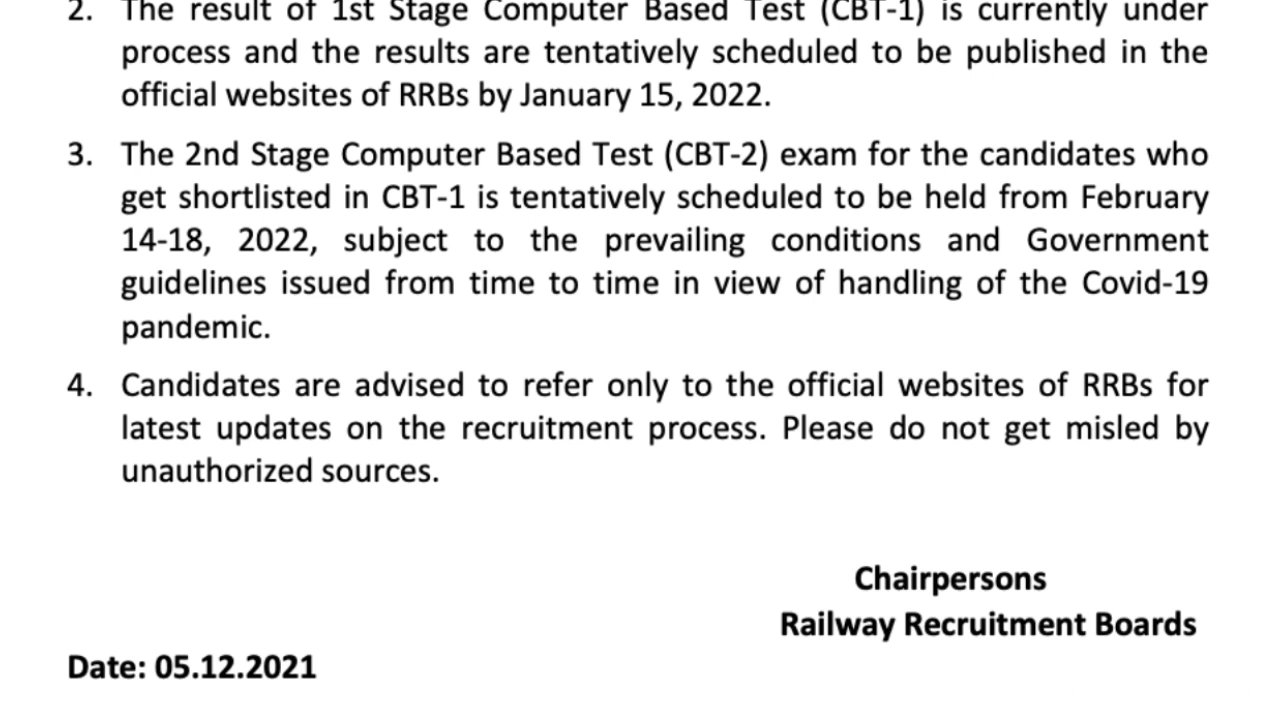 2. The result of 1st Stage Computer Based Test (CBT-1) is currently under
process and the results are tentatively scheduled to be published in the
official websites of RRBs by January 15, 2022.
3. The 2nd Stage Computer Based Test (CBT-2) exam for the candidates who
get shortlisted in CBT-1 is tentatively scheduled to be held from February
14-18, 2022, subject to the prevailing conditions and Government
guidelines issued from time to time in view of handling of the Covid-19
pandemic.
4. Candidates are advised to refer only to the official websites of RRBs for
latest updates on the recruitment process. Please do not get misled by
unauthorized sources.
Chairpersons
Railway Recruitment Boards
Date: 05.12.2021